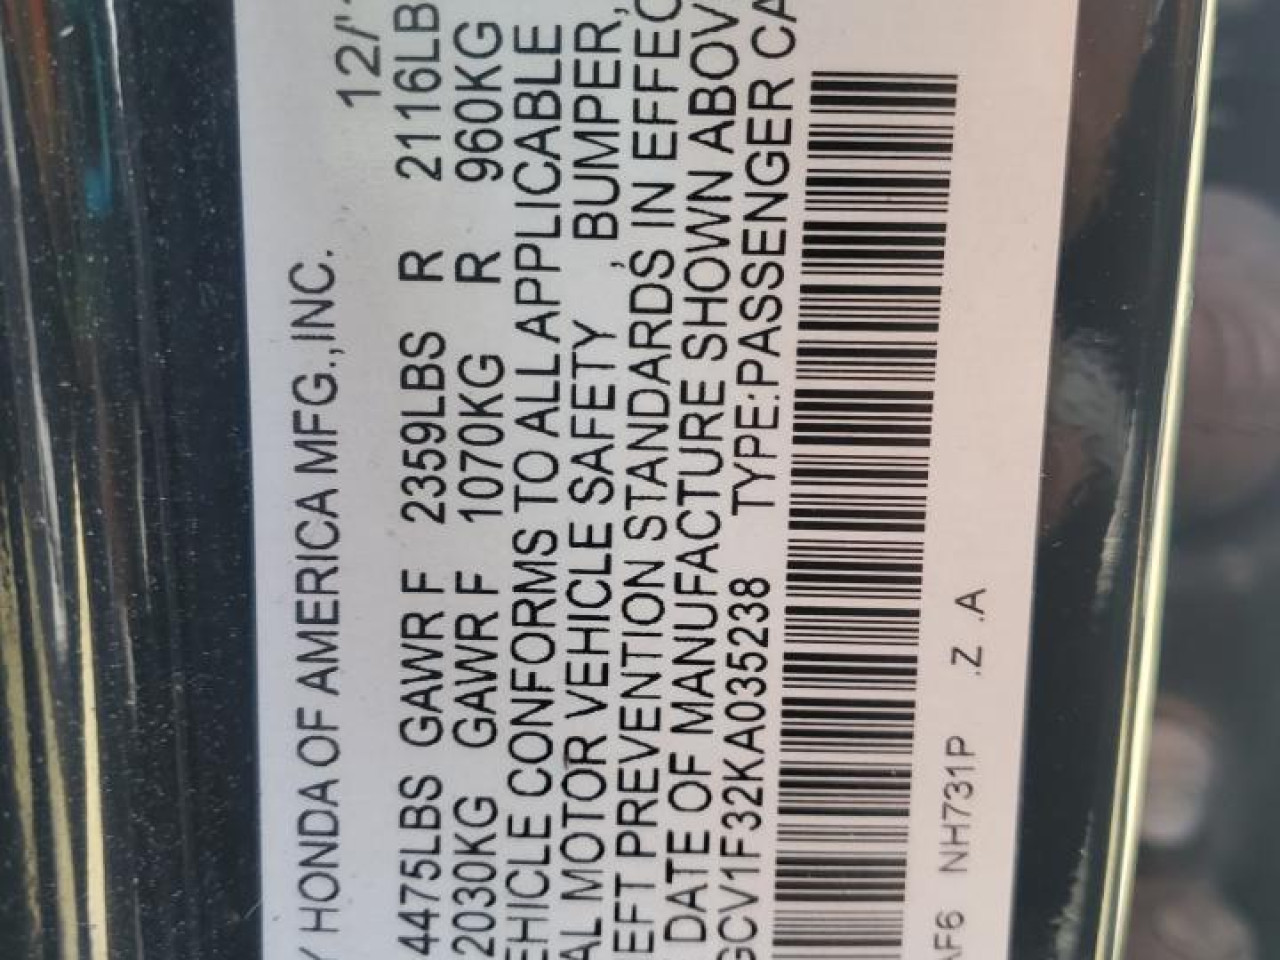 HONDA OF AMERICA MFG.,INC. 12/'
4475LBS GAWR F 2359LBS R 2116LB
2030KG GAWR F 1070KG R 960KG
EHICLE CONFORMS TO ALL APPLICABLE
AL MOTOR VEHICLE SAFETY , BUMPER,
EFT PREVENTION STANDARDS IN EFFEC
DATE OF MANUFACTURE SHOWN ABOV
GCV1F32KA035238 TYPE:PASSENGER CA
AF6 NH731P .Z .A